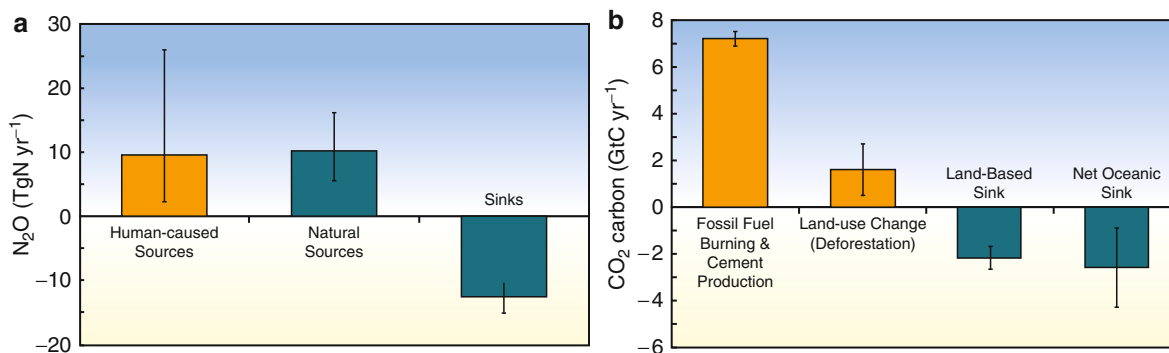 a
N₂O (TgN yr⁻¹)
30
20
10
0
−10
−20
Human-caused
Sources
Natural
Sources
Sinks
b
CO₂ carbon (GtC yr⁻¹)
8
6
4
2
0
−2
−4
−6
Fossil Fuel
Burning &
Cement
Production
Land-use Change
(Deforestation)
Land-Based
Sink
Net Oceanic
Sink